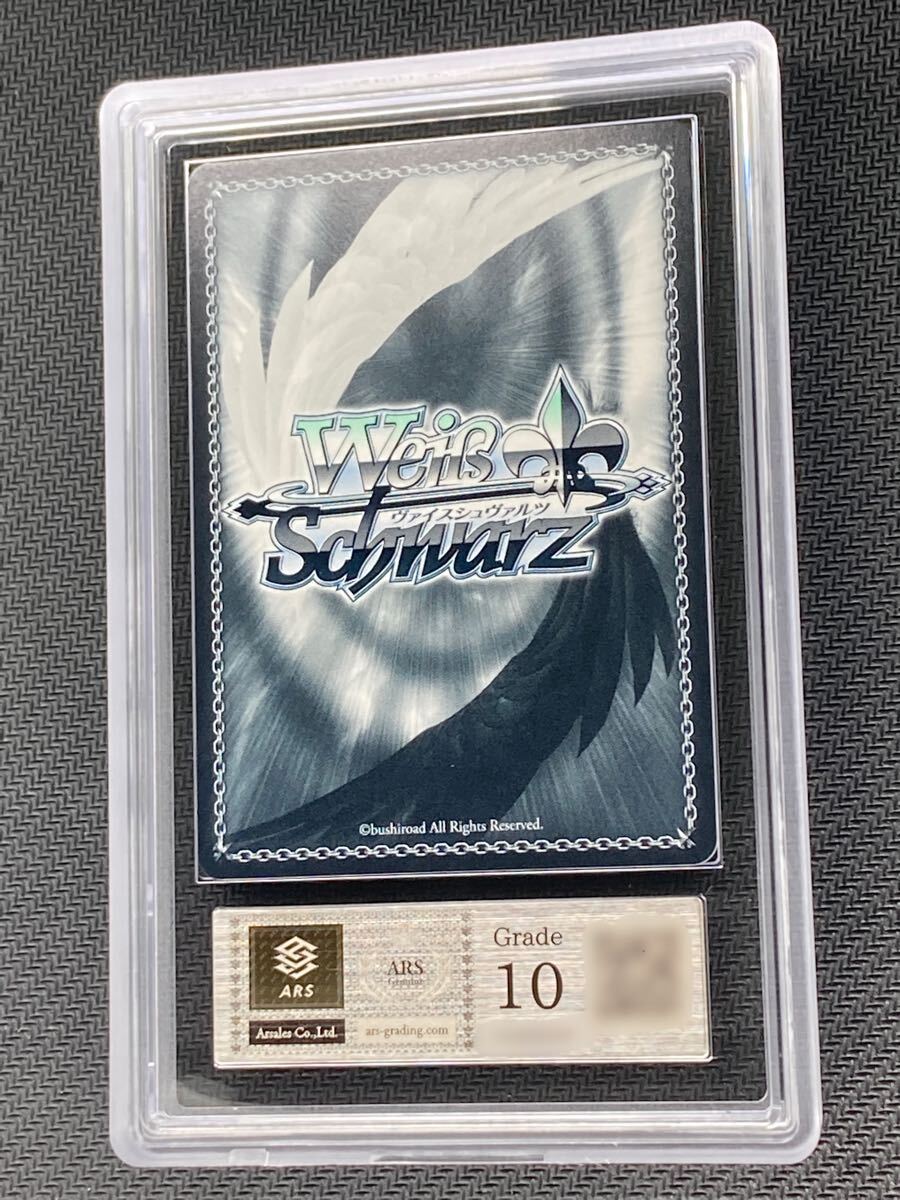 Weiß
ヴァイスシュヴァルツ
Schwarz
©bushiroad All Rights Reserved.
ARS
Arsales Co.,Ltd.
ARS
Genuine
ars-grading.com
Grade
10